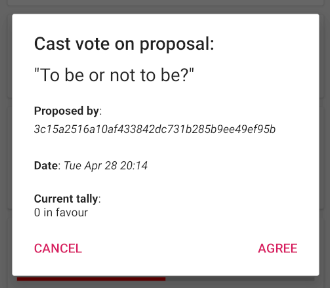 Cast vote on proposal:
"To be or not to be?"
Proposed by:
3c15a2516a10af433842dc731b285b9ee49ef95b
Date: Tue Apr 28 20:14
Current tally:
0 in favour
CANCEL AGREE